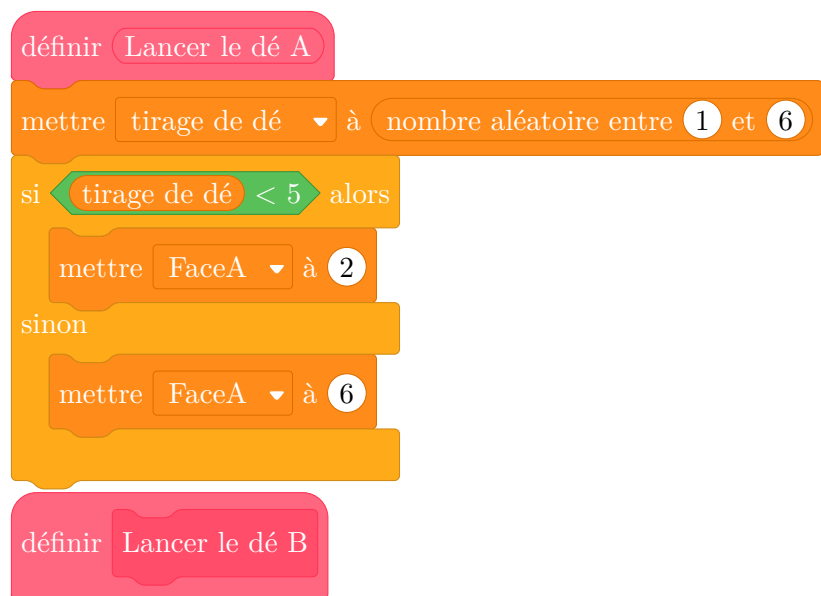 définir Lancer le dé A
mettre tirage de dé à nombre aléatoire entre 1 et 6
si tirage de dé < 5 alors
mettre FaceA à 2
sinon
mettre FaceA à 6
définir Lancer le dé B